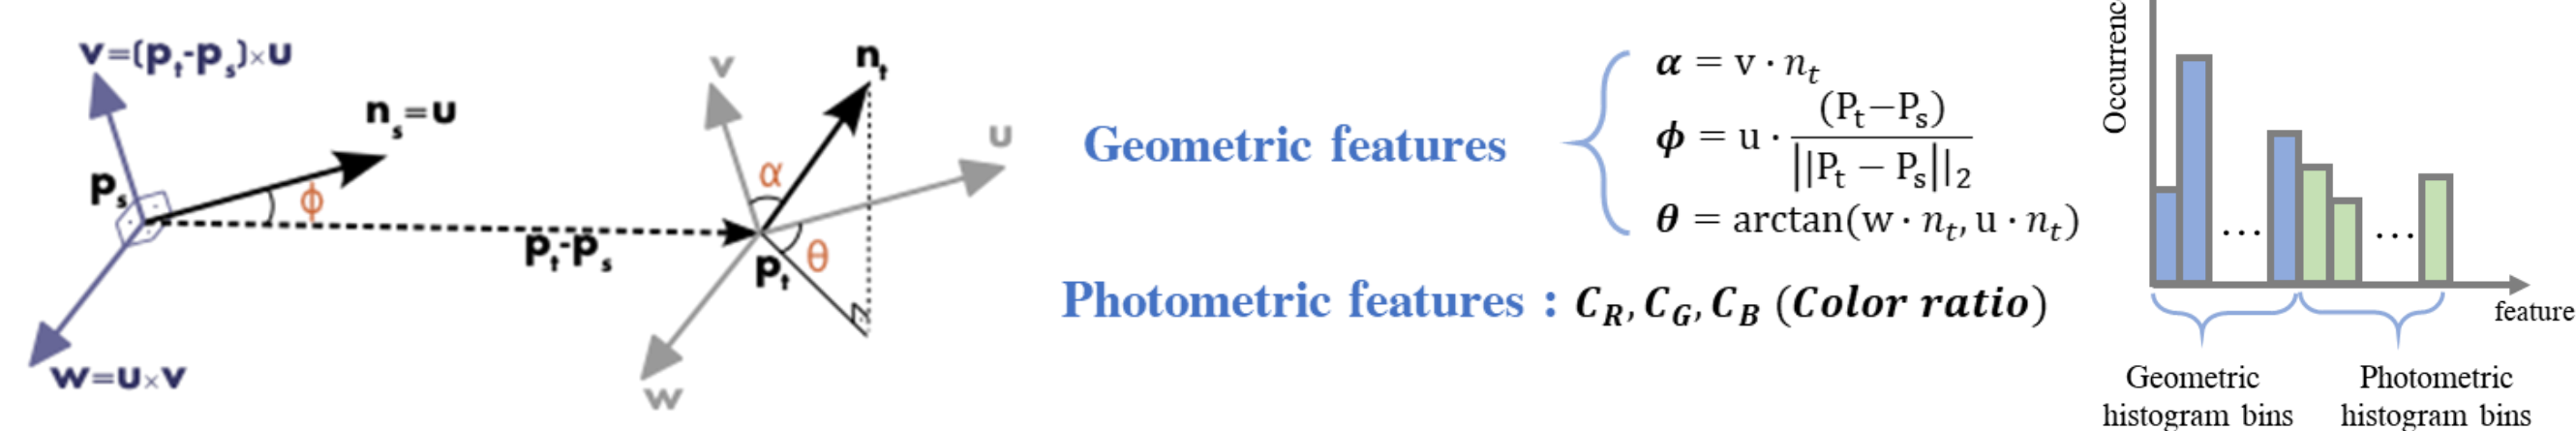 v=(pt-ps)×u
ns=u
ps
ϕ
pt-ps
w=u×v
v
nt
u
α
θ
pt
w
Geometric features
α = v · nt
ϕ = u · (Pt−Ps) / ||Pt − Ps||2
θ = arctan(w · nt, u · nt)
Photometric features : CR, CG, CB (Color ratio)
...
...
feature
Geometric
histogram bins
Photometric
histogram bins